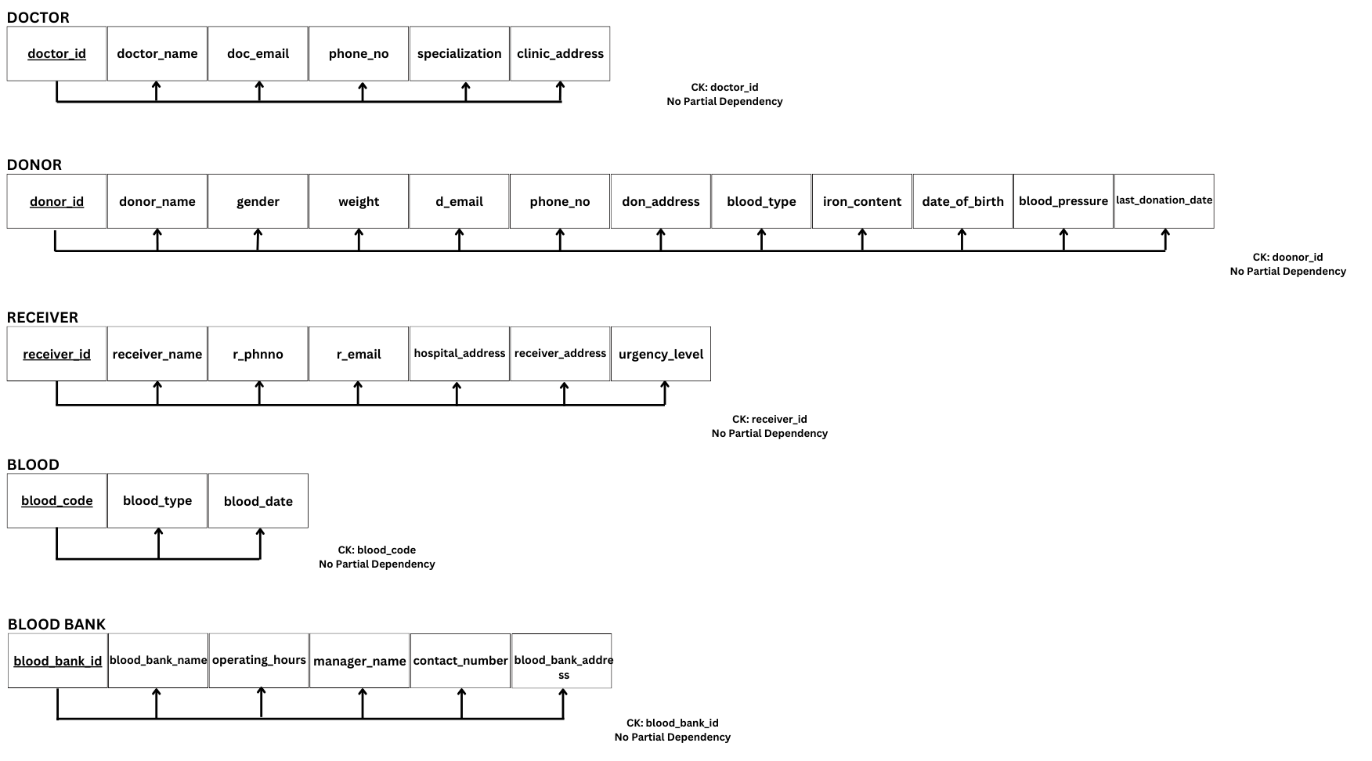 DOCTOR
doctor_id doctor_name doc_email phone_no specialization clinic_address
CK: doctor_id
No Partial Dependency
DONOR
donor_id donor_name gender weight d_email phone_no don_address blood_type iron_content date_of_birth blood_pressure last_donation_date
CK: doonor_id
No Partial Dependency
RECEIVER
receiver_id receiver_name r_phnno r_email hospital_address receiver_address urgency_level
CK: receiver_id
No Partial Dependency
BLOOD
blood_code blood_type blood_date
CK: blood_code
No Partial Dependency
BLOOD BANK
blood_bank_id blood_bank_name operating_hours manager_name contact_number blood_bank_addre
ss
CK: blood_bank_id
No Partial Dependency